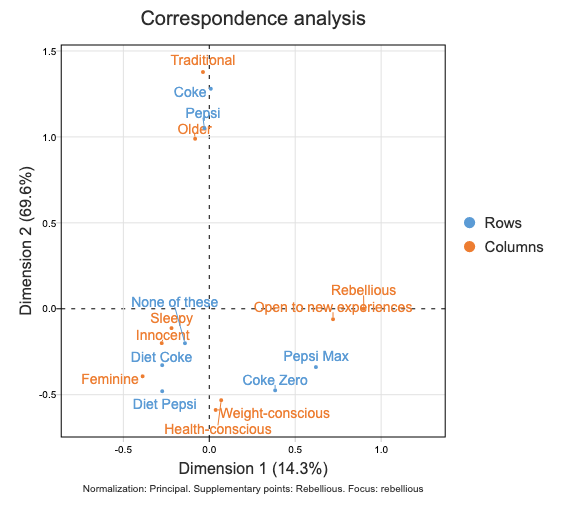 Correspondence analysis
1.5
Traditional
Coke
Pepsi
Older
1.0
0.5
Dimension 2 (69.6%)
Rows
Columns
Rebellious
None of these
Open to new experiences
0.0
Sleepy
Innocent
Diet Coke
Pepsi Max
Feminine
Coke Zero
-0.5
Diet Pepsi
Weight-conscious
Health-conscious
-0.5 0.0 0.5 1.0
Dimension 1 (14.3%)
Normalization: Principal. Supplementary points: Rebellious. Focus: rebellious